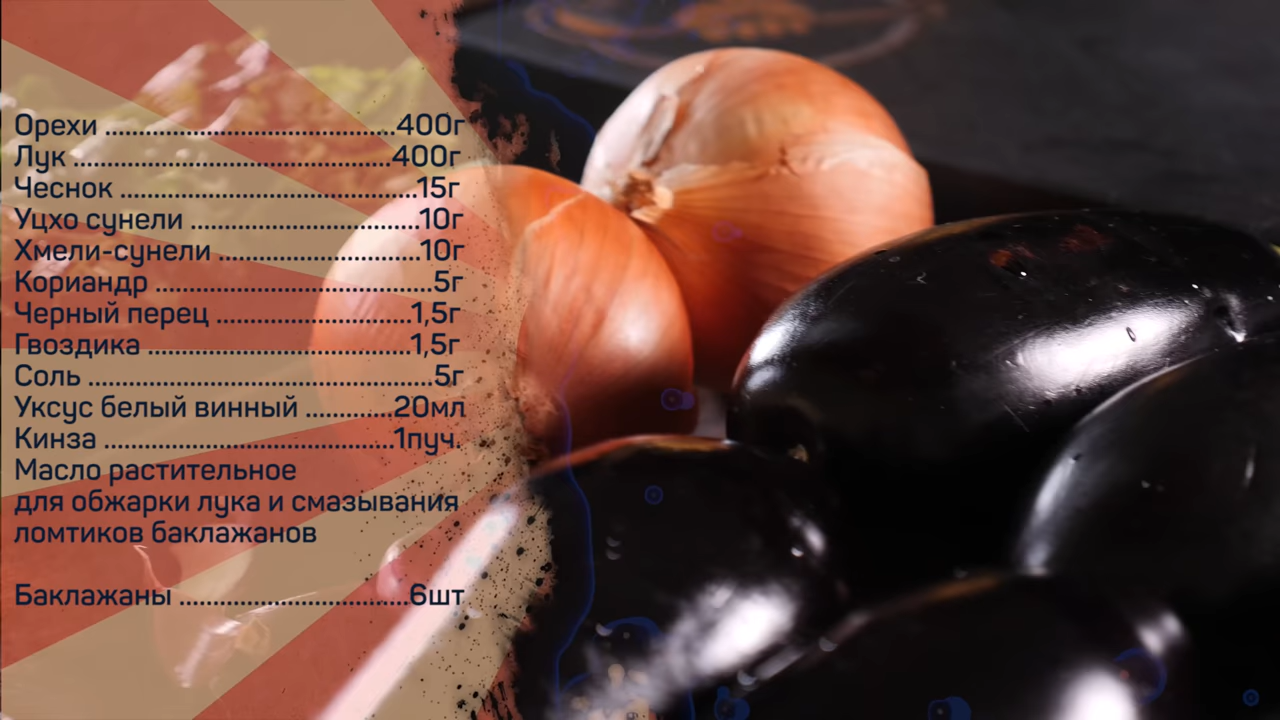 Орехи ........................................400г
Лук ............................................400г
Чеснок .........................................15г
Уцхо сунели ...............................10г
Хмели-сунели ...........................10г
Кориандр .....................................5г
Черный перец ..........................1,5г
Гвоздика ...................................1,5г
Соль ..............................................5г
Уксус белый винный ............20мл
Кинза .......................................1пуч.
Масло растительное
для обжарки лука и смазывания
ломтиков баклажанов
Баклажаны ...............................6шт